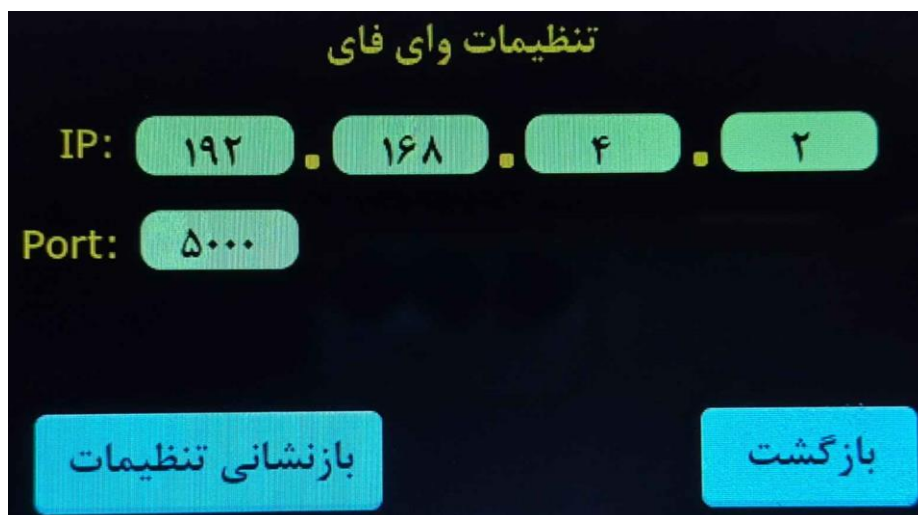 تنظیمات وای فای
IP: ۱۹۲ . ۱۶۸ . ۴ . ۲
Port: ۵۰۰۰
بازنشانی تنظیمات
بازگشت